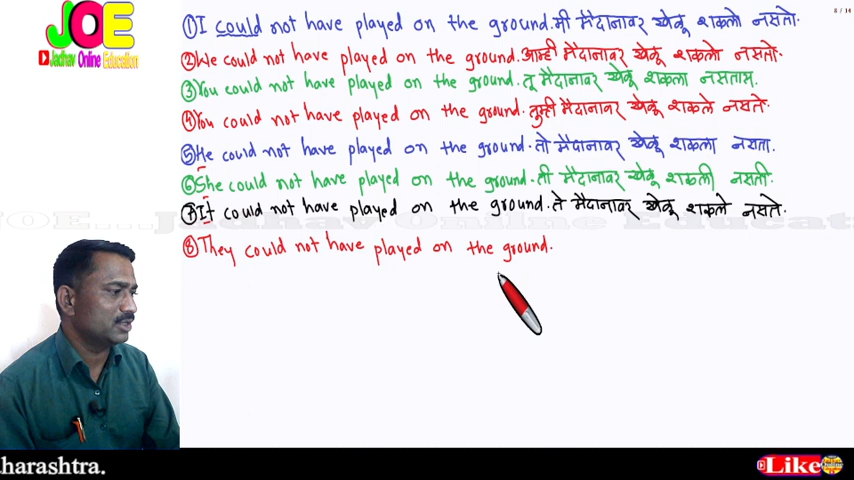 JOE
Jadhav Online Education
8 / 14
①I could not have played on the ground. मी मैदानावर खेळू शकलो नसतो.
②We could not have played on the ground. आम्ही मैदानावर खेळू शकलो नसतो.
③You could not have played on the ground. तू मैदानावर खेळू शकला नसतास.
④You could not have played on the ground. तुम्ही मैदानावर खेळू शकले नसते.
⑤He could not have played on the ground. तो मैदानावर खेळू शकला नसता.
⑥She could not have played on the ground. ती मैदानावर खेळू शकली नसती.
⑦It could not have played on the ground. ते मैदानावर खेळू शकले नसते.
⑧They could not have played on the ground.
harashtra.
Like